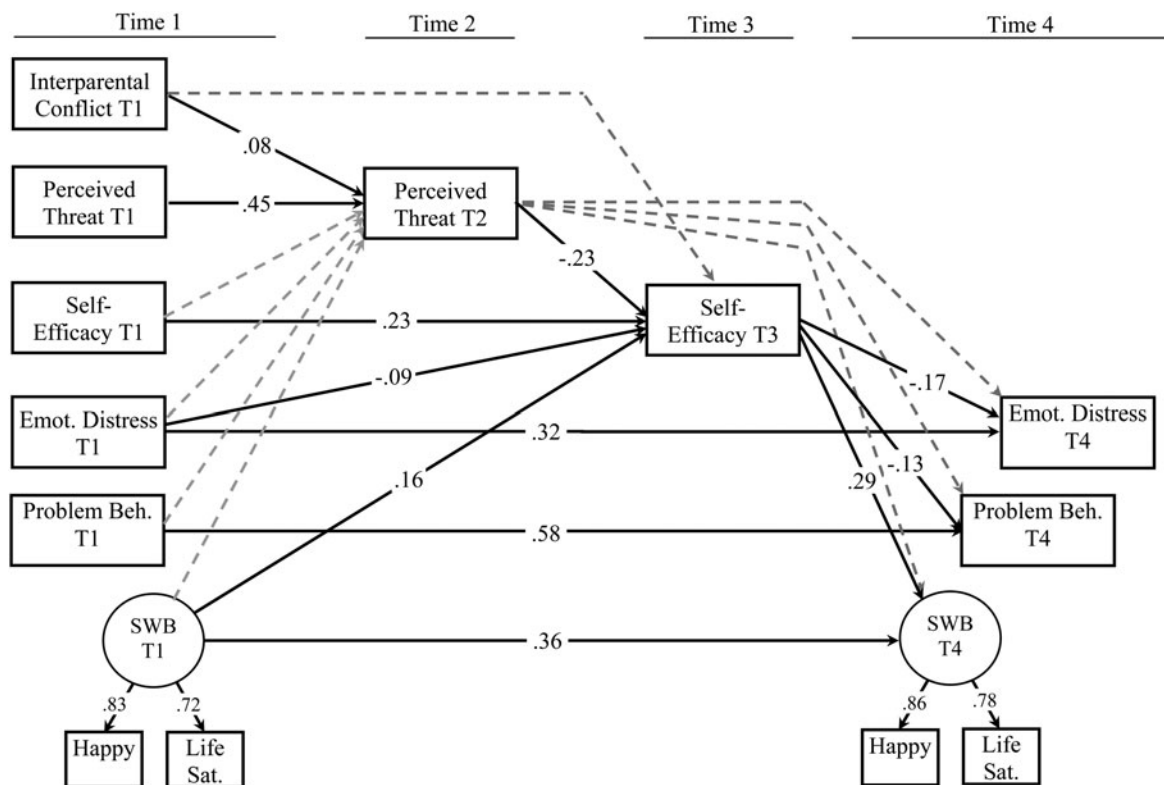 Time 1
Time 2
Time 3
Time 4
Interparental
Conflict T1
.08
Perceived
Threat T1
.45
Perceived
Threat T2
-.23
Self-
Efficacy T1
.23
Self-
Efficacy T3
-.09
-.17
Emot. Distress
T1
.32
Emot. Distress
T4
.16
.29
-.13
Problem Beh.
T1
.58
Problem Beh.
T4
SWB
T1
.36
SWB
T4
.83
.72
.86
.78
Happy
Life
Sat.
Happy
Life
Sat.